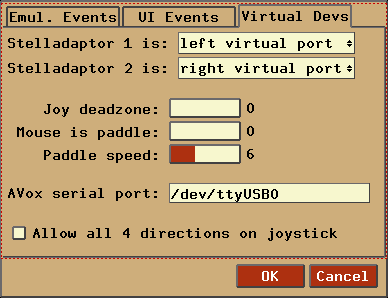 Emul. Events UI Events Virtual Devs
Stelladaptor 1 is: left virtual port
Stelladaptor 2 is: right virtual port
Joy deadzone: 0
Mouse is paddle: 0
Paddle speed: 6
AVox serial port: /dev/ttyUSB0
Allow all 4 directions on joystick
OK Cancel